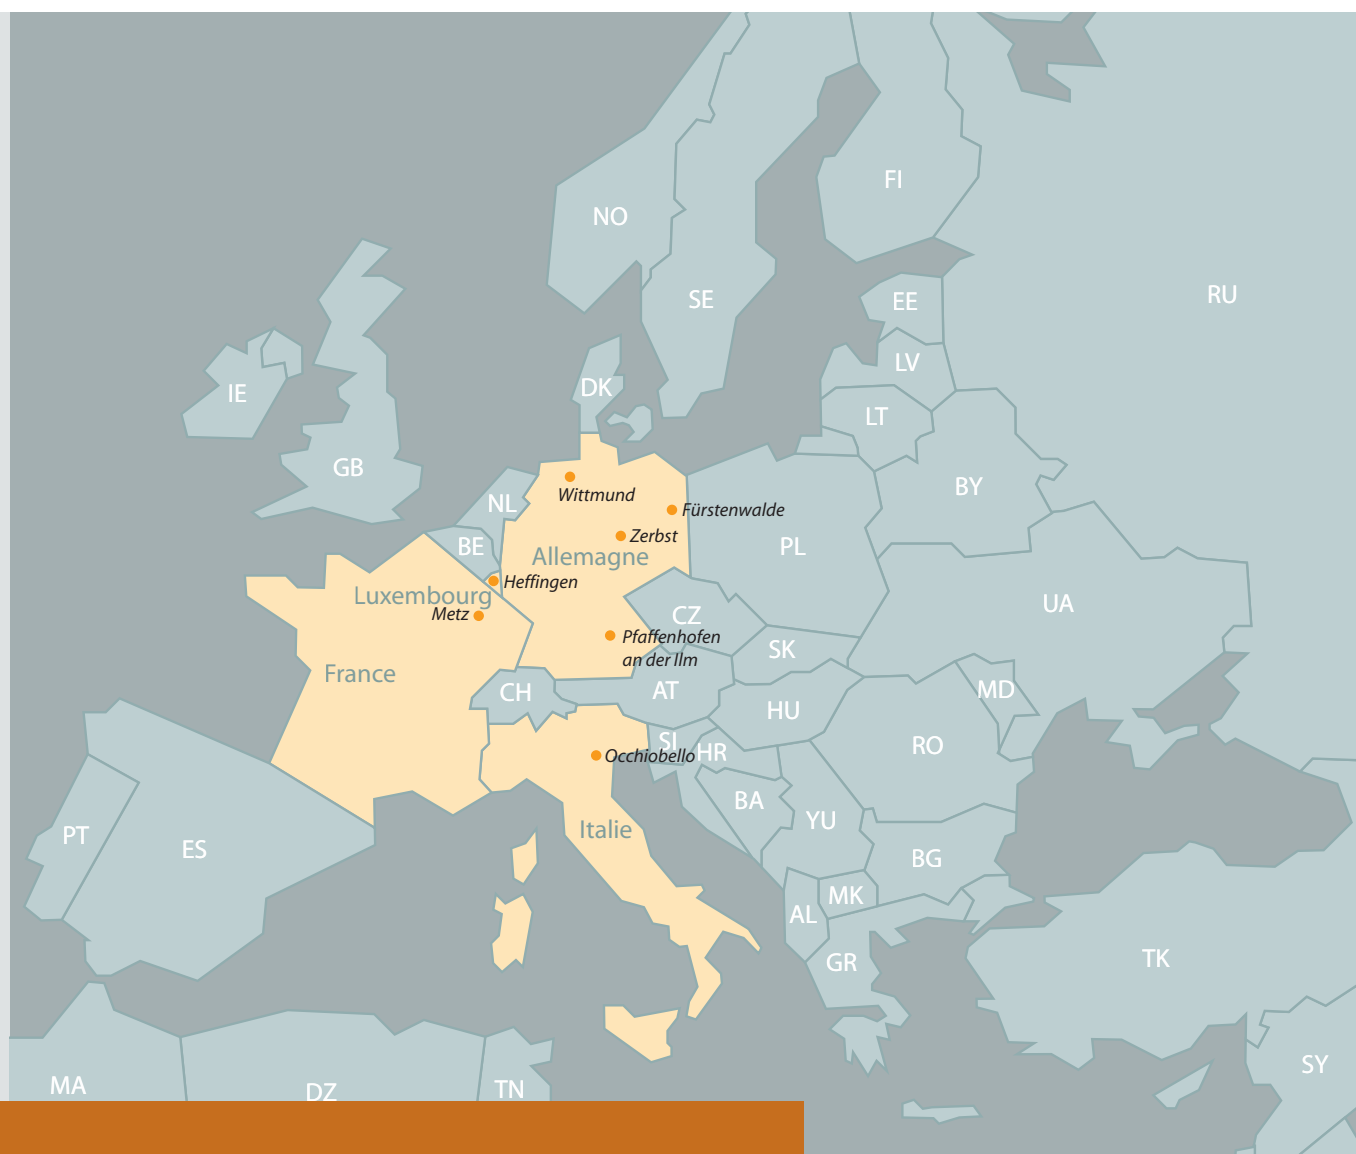 FI
NO
RU
SE
EE
LV
DK
IE
LT
GB
BY
Wittmund
NL
Fürstenwalde
Zerbst
BE
PL
Allemagne
Heffingen
Luxembourg
UA
Metz
CZ
Pfaffenhofen
an der Ilm
SK
France
CH
AT
MD
HU
SI
HR
RO
Occhiobello
BA
YU
Italie
PT
ES
BG
MK
AL
GR
TK
SY
MA
DZ
TN